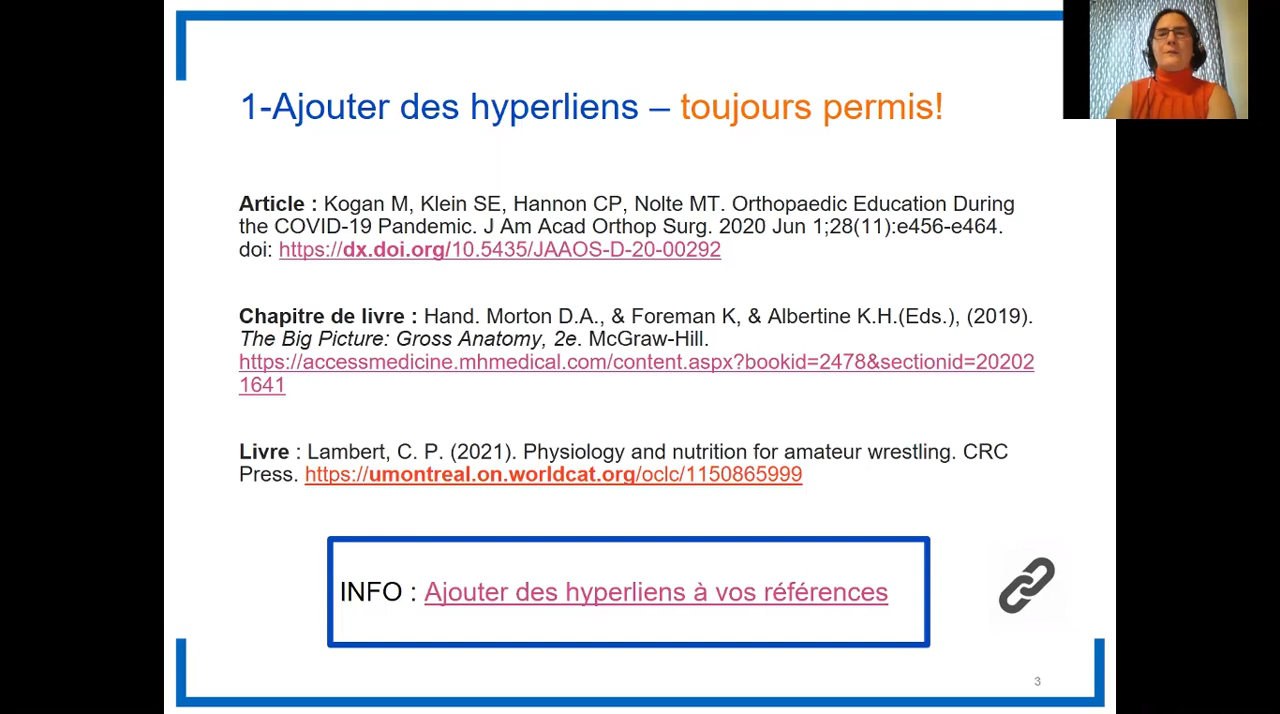 1-Ajouter des hyperliens – toujours permis!
Article : Kogan M, Klein SE, Hannon CP, Nolte MT. Orthopaedic Education During
the COVID-19 Pandemic. J Am Acad Orthop Surg. 2020 Jun 1;28(11):e456-e464.
doi: https://dx.doi.org/10.5435/JAAOS-D-20-00292
Chapitre de livre : Hand. Morton D.A., & Foreman K, & Albertine K.H.(Eds.), (2019).
The Big Picture: Gross Anatomy, 2e. McGraw-Hill.
https://accessmedicine.mhmedical.com/content.aspx?bookid=2478&sectionid=20202
1641
Livre : Lambert, C. P. (2021). Physiology and nutrition for amateur wrestling. CRC
Press. https://umontreal.on.worldcat.org/oclc/1150865999
INFO : Ajouter des hyperliens à vos références
3